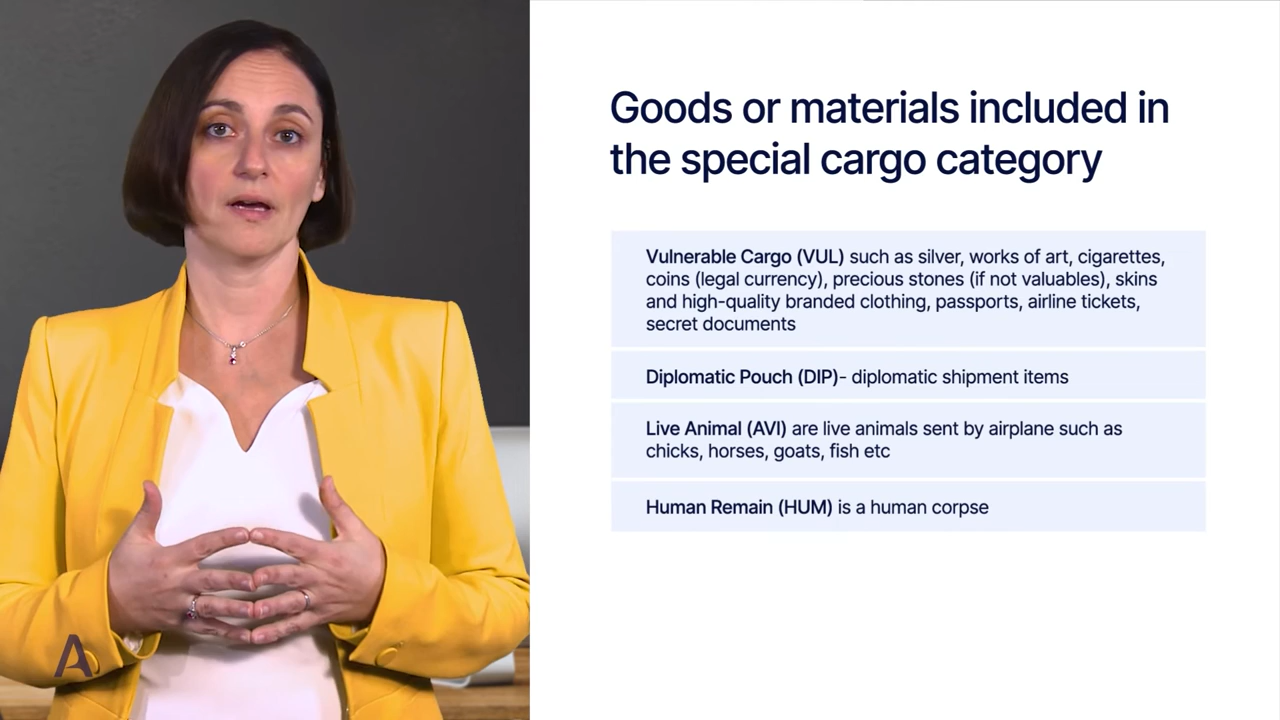 Goods or materials included in
the special cargo category
Vulnerable Cargo (VUL) such as silver, works of art, cigarettes,
coins (legal currency), precious stones (if not valuables), skins
and high-quality branded clothing, passports, airline tickets,
secret documents
Diplomatic Pouch (DIP)- diplomatic shipment items
Live Animal (AVI) are live animals sent by airplane such as
chicks, horses, goats, fish etc
Human Remain (HUM) is a human corpse
A